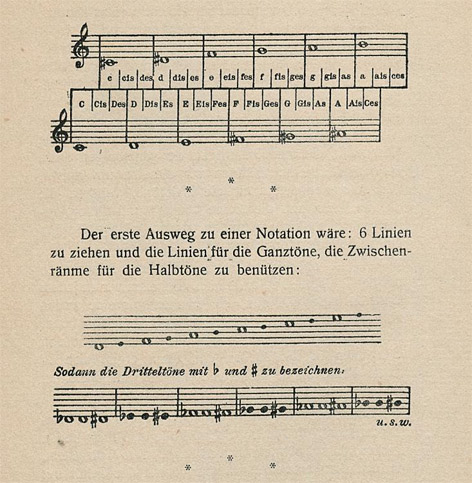 c cis des d dis es e eis fes f fis ges g gis as a ais ces
C Cis Des D Dis Es E Eis Fes F Fis Ges G Gis As A Ais Ces
* * *
Der erste Ausweg zu einer Notation wäre: 6 Linien
zu ziehen und die Linien für die Ganztöne, die Zwischen-
ränme für die Halbtöne zu benützen:
Sodann die Dritteltöne mit ♭ und ♯ zu bezeichnen:
u. s. w.
* * *